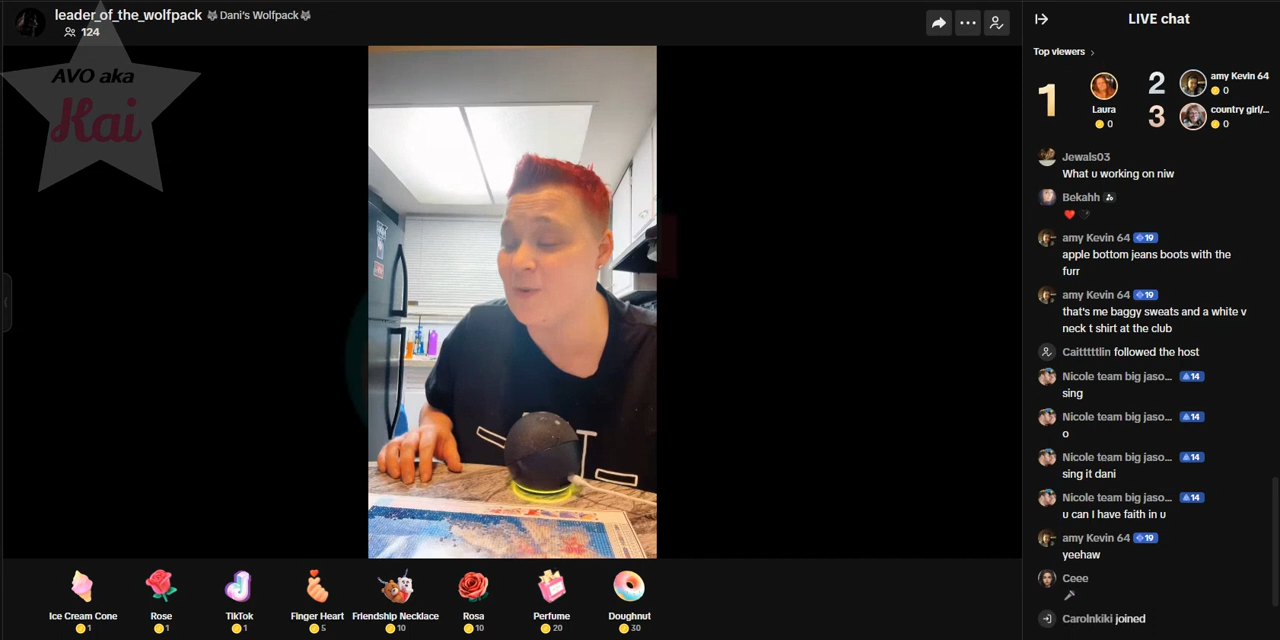 leader_of_the_wolfpack 🐺Dani's Wolfpack🐺
124
AVO aka
Kai
LIVE chat
Top viewers >
1
Laura
0
2
amy Kevin 64
0
3
country girl/...
0
Jewals03
What u working on niw
Bekahh
amy Kevin 64 19
apple bottom jeans boots with the
furr
amy Kevin 64 19
that's me baggy sweats and a white v
neck t shirt at the club
Caitttttlin followed the host
Nicole team big jaso... 14
sing
Nicole team big jaso... 14
o
Nicole team big jaso... 14
sing it dani
Nicole team big jaso... 14
u can I have faith in u
amy Kevin 64 19
yeehaw
Ceee
Carolnkiki joined
Ice Cream Cone
1
Rose
1
TikTok
1
Finger Heart
5
Friendship Necklace
10
Rosa
10
Perfume
20
Doughnut
30